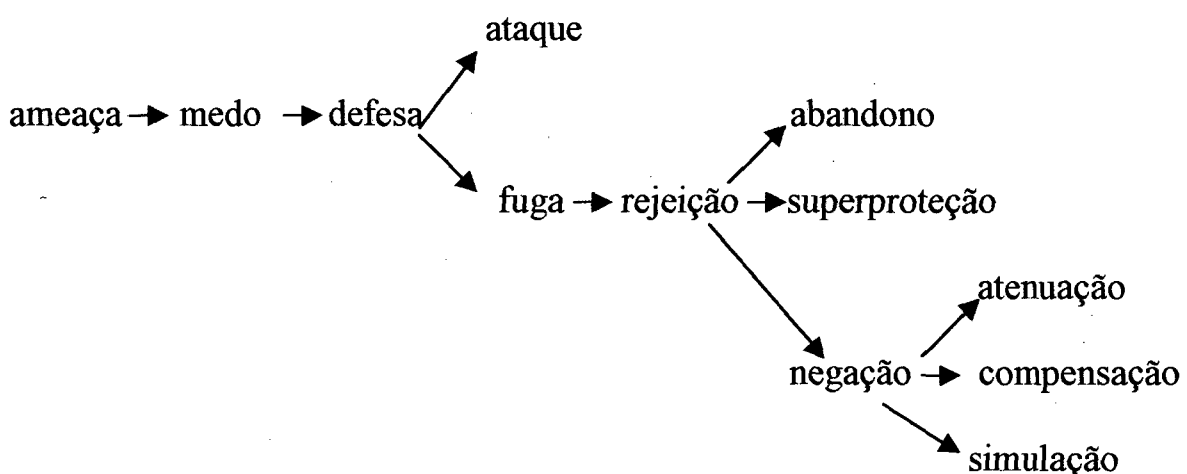 ataque
ameaça medo defesa abandono
fuga rejeição superproteção
atenuação
negação compensação
simulação